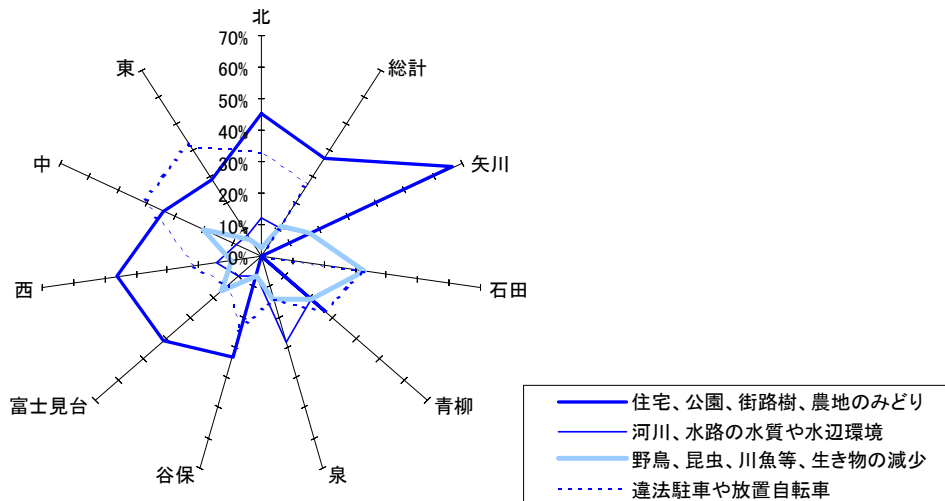 北
70%
60%
50%
40%
30%
20%
10%
0%
総計
矢川
石田
青柳
泉
谷保
富士見台
西
中
東
住宅、公園、街路樹、農地のみどり
河川、水路の水質や水辺環境
野鳥、昆虫、川魚等、生き物の減少
違法駐車や放置自転車